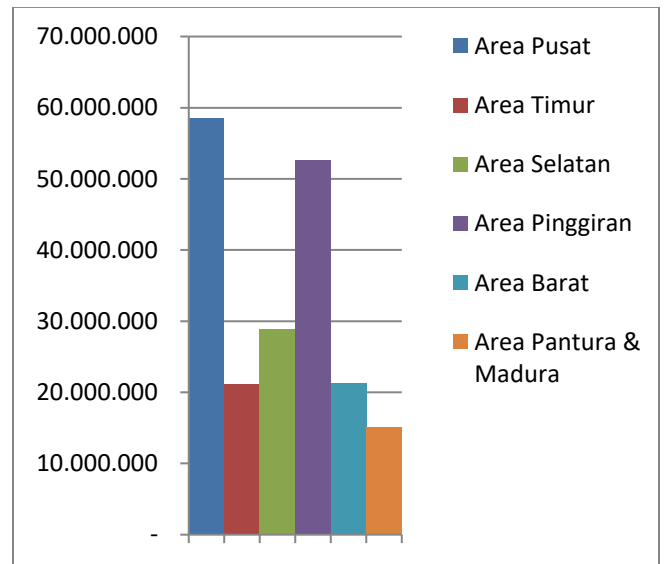 70.000.000
60.000.000
50.000.000
40.000.000
30.000.000
20.000.000
10.000.000
-
Area Pusat
Area Timur
Area Selatan
Area Pinggiran
Area Barat
Area Pantura &
Madura